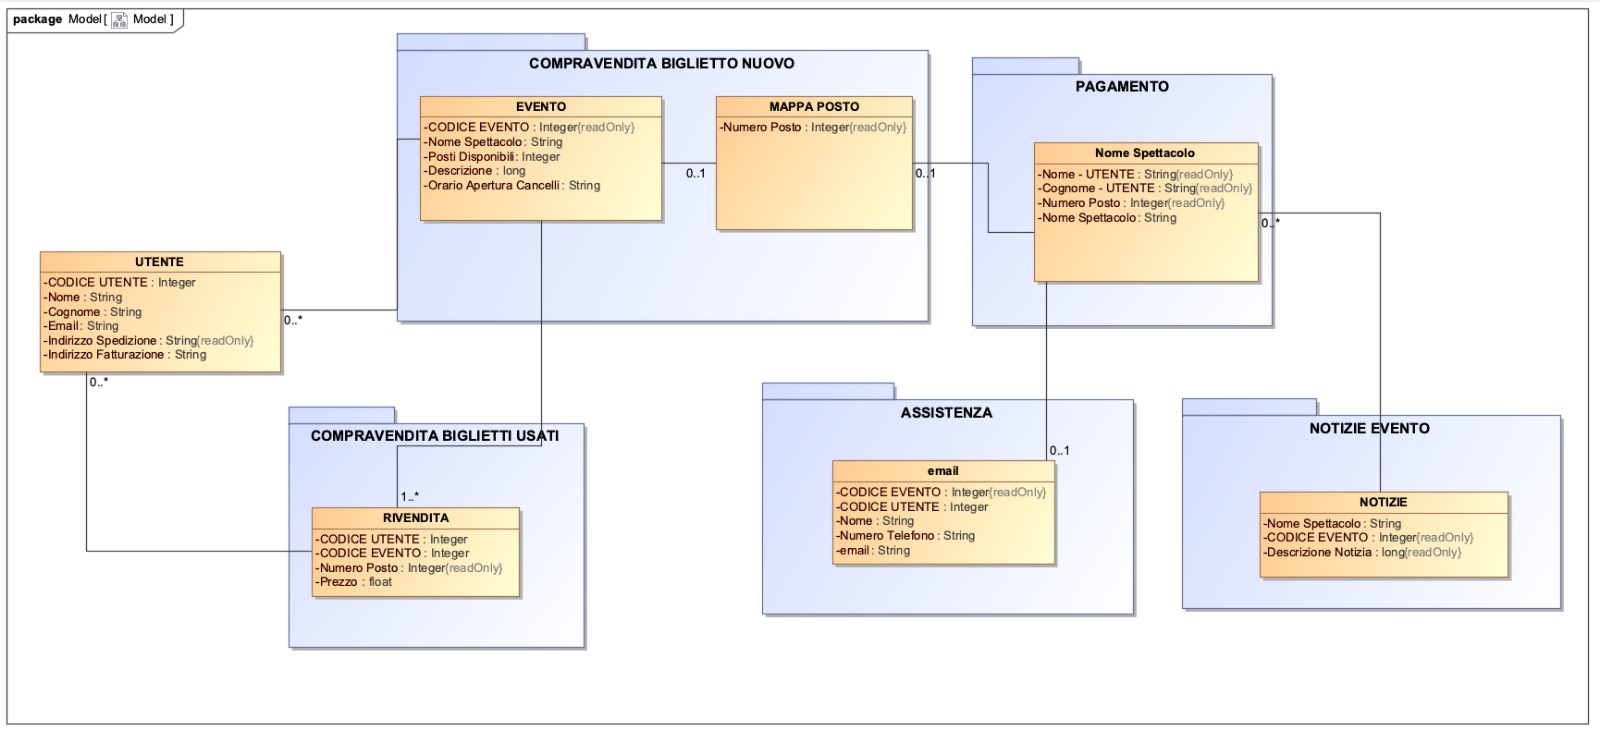 package Model[ Model ]
COMPRAVENDITA BIGLIETTO NUOVO
EVENTO
-CODICE EVENTO : Integer{readOnly}
-Nome Spettacolo : String
-Posti Disponibili : Integer
-Descrizione : long
-Orario Apertura Cancelli : String
0..1
MAPPA POSTO
-Numero Posto : Integer{readOnly}
0..1
PAGAMENTO
Nome Spettacolo
-Nome - UTENTE : String{readOnly}
-Cognome - UTENTE : String{readOnly}
-Numero Posto : Integer{readOnly}
-Nome Spettacolo : String
0..*
UTENTE
-CODICE UTENTE : Integer
-Nome : String
-Cognome : String
-Email : String
-Indirizzo Spedizione : String{readOnly}
-Indirizzo Fatturazione : String
0..*
0..*
COMPRAVENDITA BIGLIETTI USATI
1..*
RIVENDITA
-CODICE UTENTE : Integer
-CODICE EVENTO : Integer
-Numero Posto : Integer{readOnly}
-Prezzo : float
ASSISTENZA
0..1
email
-CODICE EVENTO : Integer{readOnly}
-CODICE UTENTE : Integer
-Nome : String
-Numero Telefono : String
-email : String
NOTIZIE EVENTO
NOTIZIE
-Nome Spettacolo : String
-CODICE EVENTO : Integer{readOnly}
-Descrizione Notizia : long{readOnly}